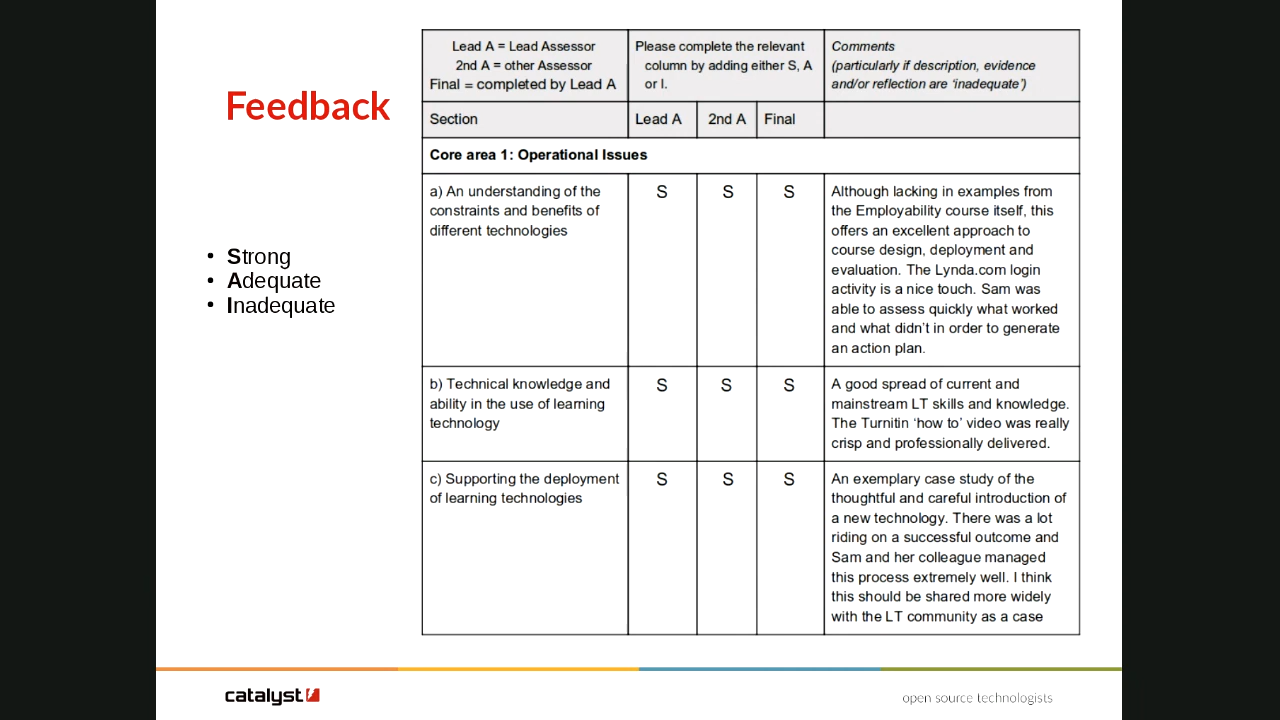 Feedback
• Strong
• Adequate
• Inadequate
Lead A = Lead Assessor
2nd A = other Assessor
Final = completed by Lead A
Please complete the relevant
column by adding either S, A
or I.
Comments
(particularly if description, evidence
and/or reflection are ‘inadequate’)
Section
Lead A
2nd A
Final
Core area 1: Operational Issues
a) An understanding of the
constraints and benefits of
different technologies
S
S
S
Although lacking in examples from
the Employability course itself, this
offers an excellent approach to
course design, deployment and
evaluation. The Lynda.com login
activity is a nice touch. Sam was
able to assess quickly what worked
and what didn’t in order to generate
an action plan.
b) Technical knowledge and
ability in the use of learning
technology
S
S
S
A good spread of current and
mainstream LT skills and knowledge.
The Turnitin ‘how to’ video was really
crisp and professionally delivered.
c) Supporting the deployment
of learning technologies
S
S
S
An exemplary case study of the
thoughtful and careful introduction of
a new technology. There was a lot
riding on a successful outcome and
Sam and her colleague managed
this process extremely well. I think
this should be shared more widely
with the LT community as a case
catalyst
open source technologists